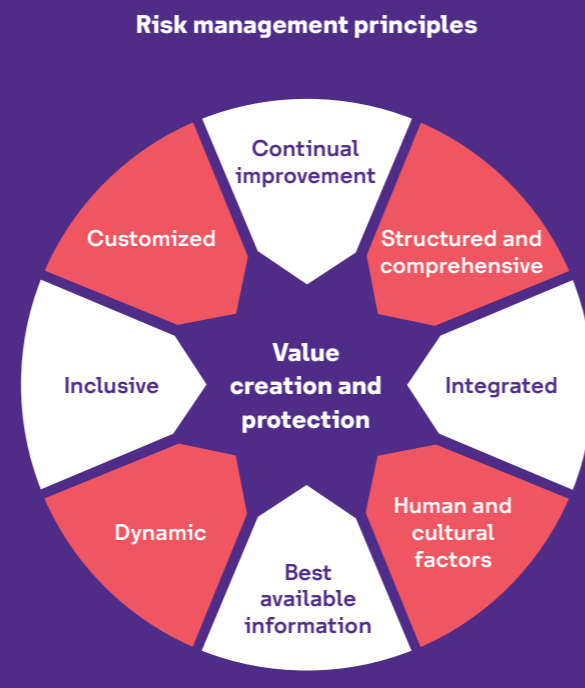 Risk management principles
Continual
improvement
Structured and
comprehensive
Integrated
Human and
cultural
factors
Best
available
information
Dynamic
Inclusive
Customized
Value
creation and
protection